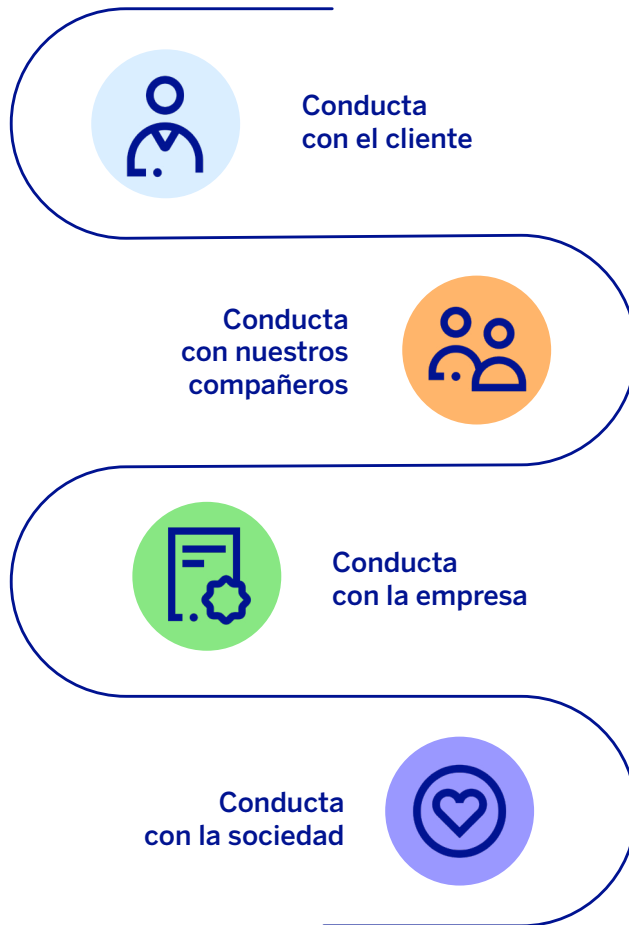 Conducta
con el cliente
Conducta
con nuestros
compañeros
Conducta
con la empresa
Conducta
con la sociedad